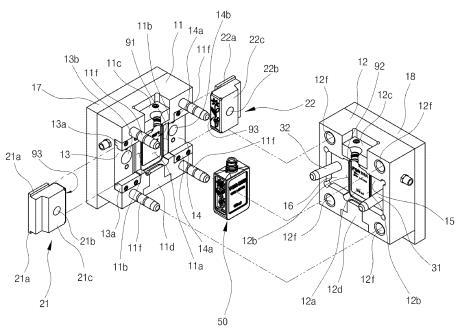 11b 11 14a 14b
91 11f 22a 22c
11c 22b
13b 11f
17
13a
22
12f 12 92 18
12c 12f
93
21a 13
93 11f
32
16
14
15
12b
21a 21b
21c
13a 11f 11d 14a
11b 11a
21
50
12f
31
12a 12d 12f 12b